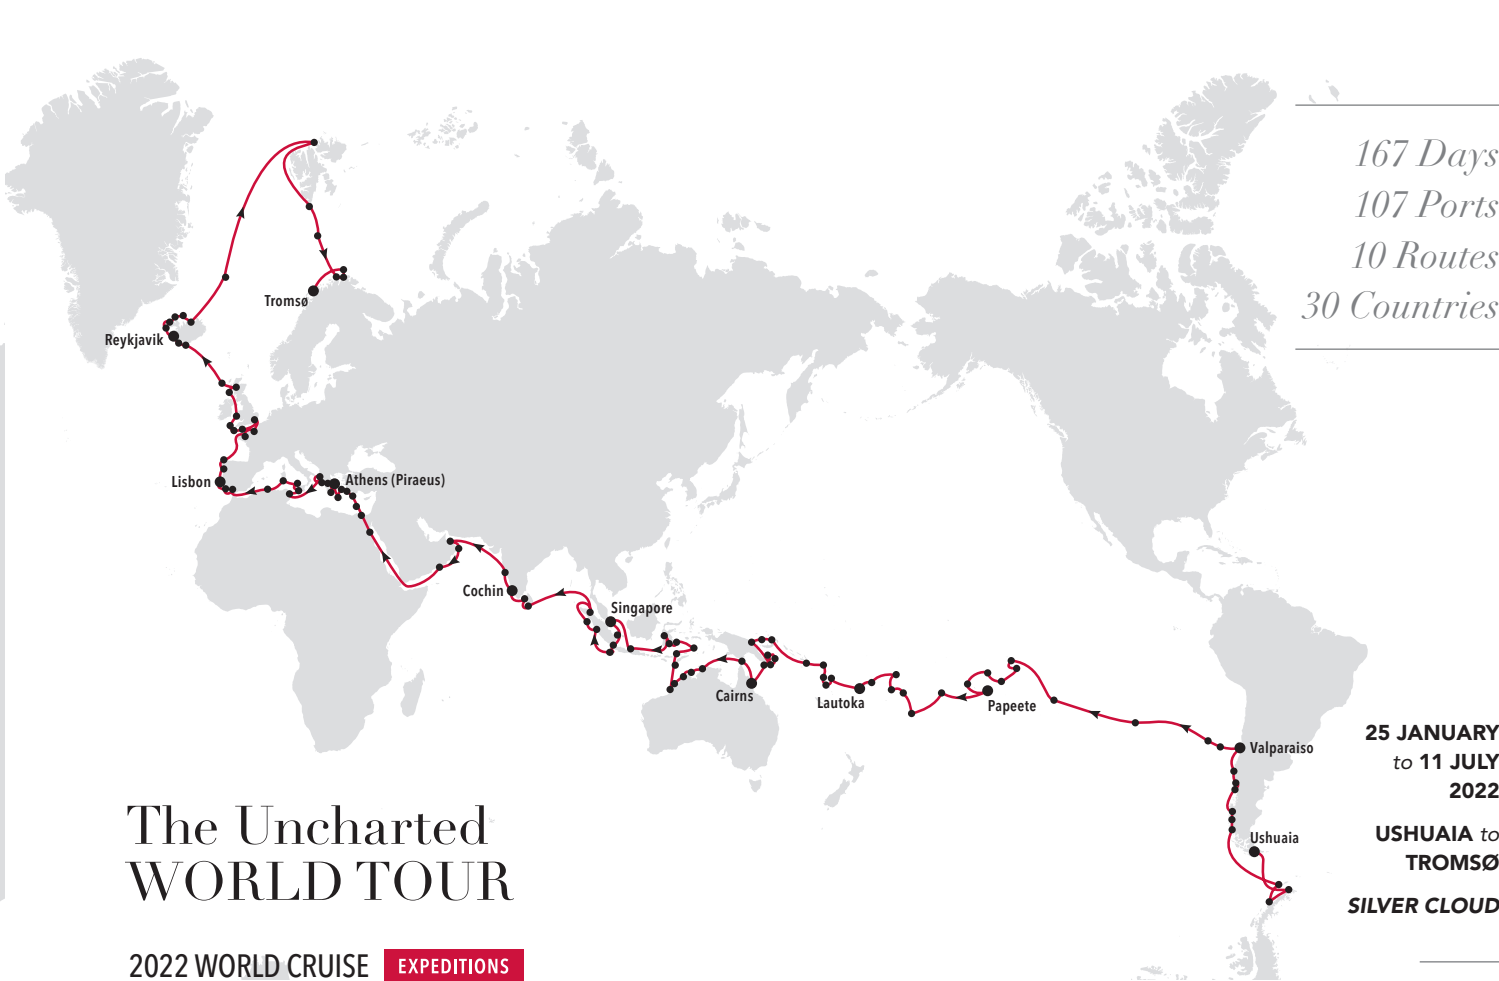 167 Days
107 Ports
10 Routes
30 Countries
Tromsø
Reykjavik
Lisbon
Athens (Piraeus)
Cochin
Singapore
Cairns
Lautoka
Papeete
Valparaiso
Ushuaia
25 JANUARY
to 11 JULY
2022
USHUAIA to
TROMSØ
SILVER CLOUD
The Uncharted
WORLD TOUR
2022 WORLD CRUISE EXPEDITIONS